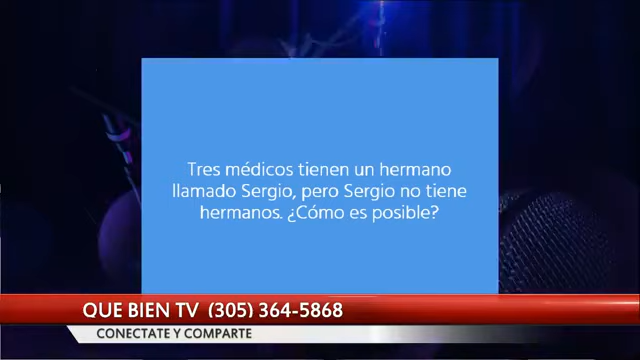 Tres médicos tienen un hermano
llamado Sergio, pero Sergio no tiene
hermanos. ¿Cómo es posible?
QUE BIEN TV (305) 364-5868
CONECTATE Y COMPARTE